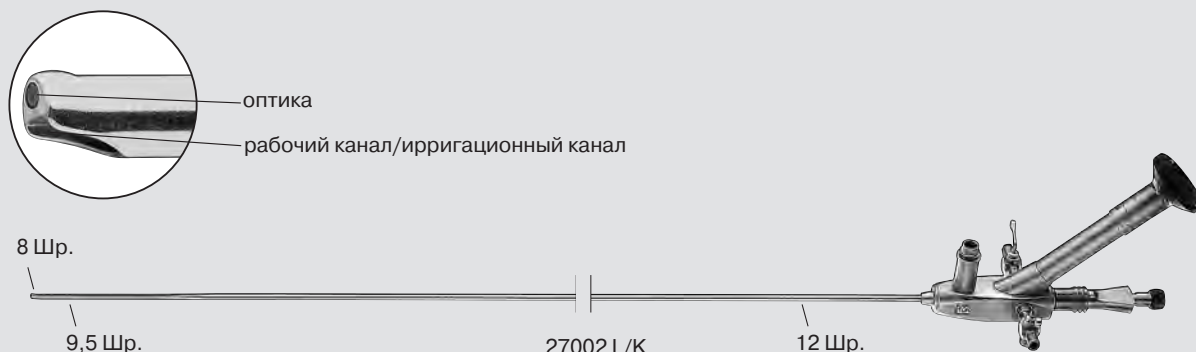 оптика
рабочий канал/ирригационный канал
8 Шр.
9,5 Шр.
27002 L/K
12 Шр.